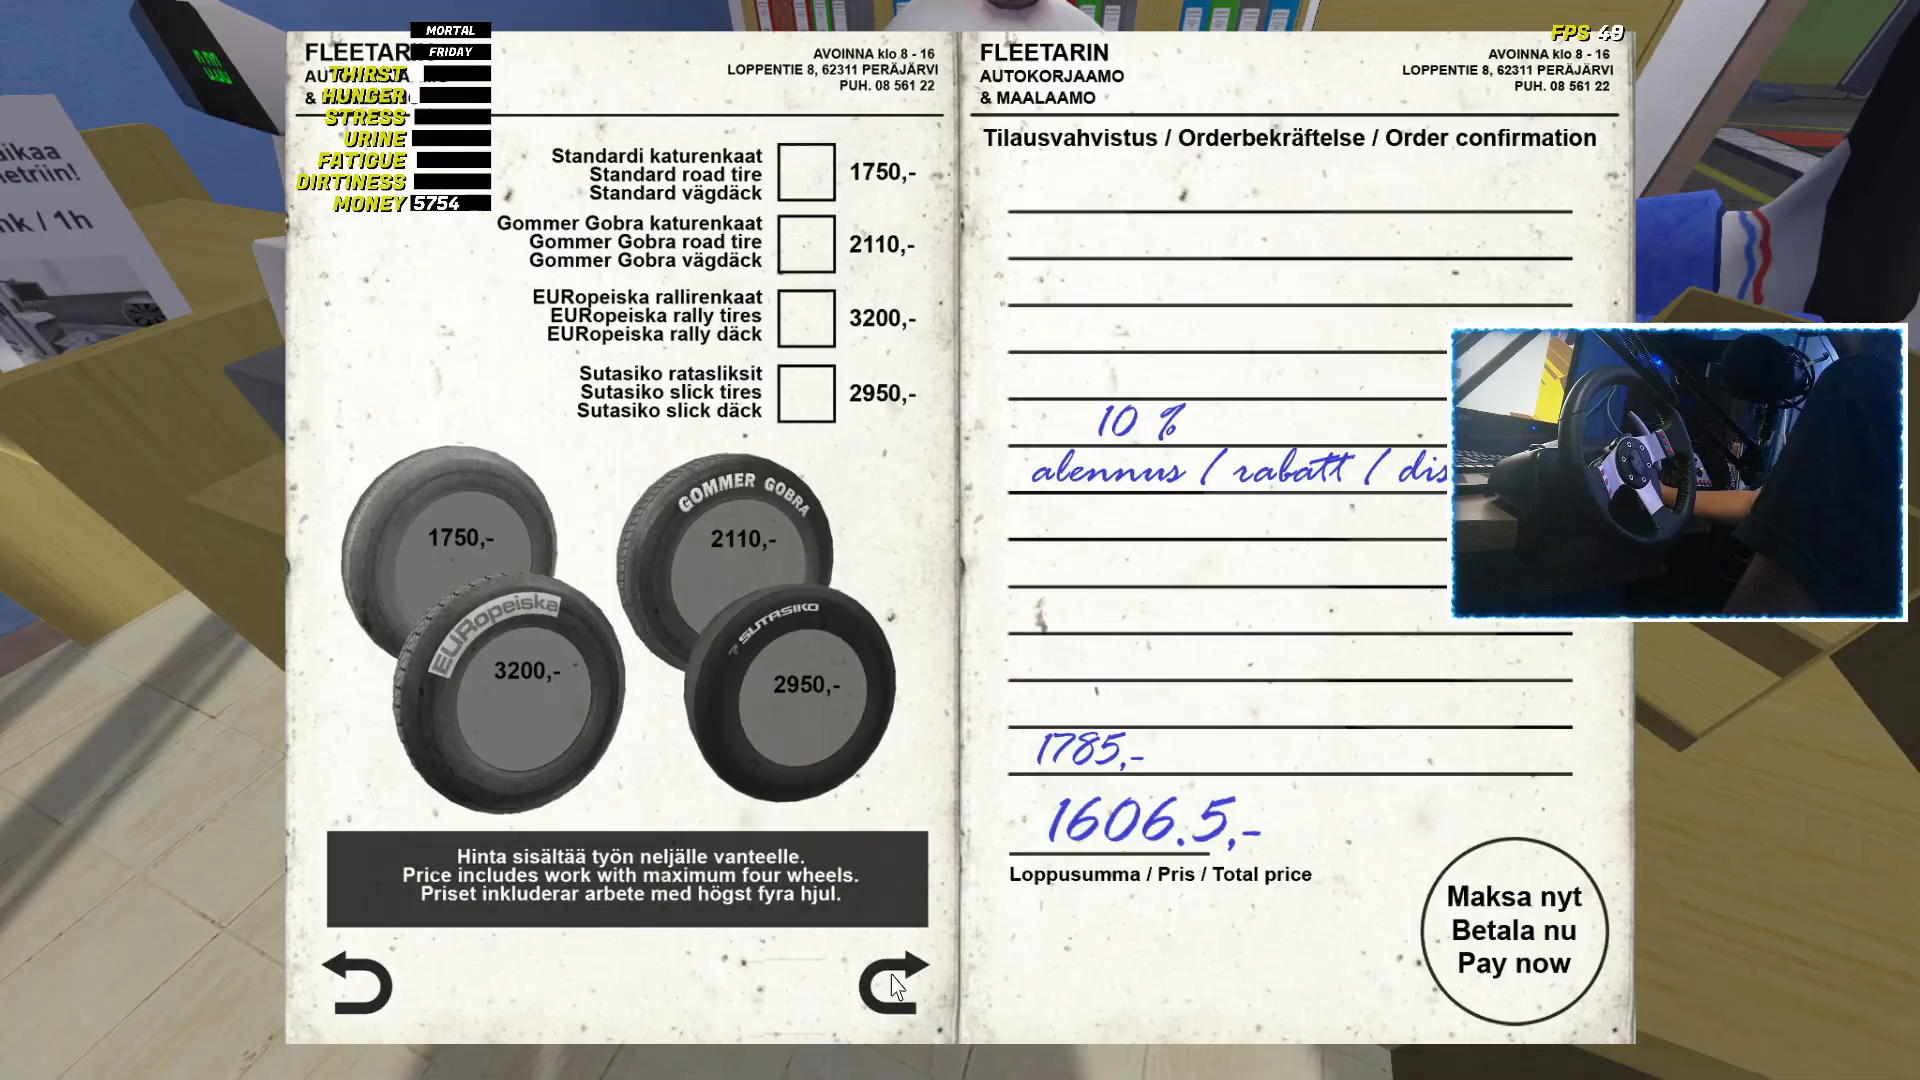 MORTAL
FRIDAY
THIRST
HUNGER
STRESS
URINE
FATIGUE
DIRTINESS
MONEY 5754
FPS 49
nk / 1h
FLEETARIN
AVOINNA klo 8 - 16
LOPPENTIE 8, 62311 PERÄJÄRVI
PUH. 08 561 22
Standardi katurenkaat
Standard road tire
Standard vägdäck
1750,-
Gommer Gobra katurenkaat
Gommer Gobra road tire
Gommer Gobra vägdäck
2110,-
EURopeiska rallirenkaat
EURopeiska rally tires
EURopeiska rally däck
3200,-
Sutasiko ratasliksit
Sutasiko slick tires
Sutasiko slick däck
2950,-
1750,-
GOMMER GOBRA
2110,-
EURopeiska
3200,-
SUTASIKO
2950,-
Hinta sisältää työn neljälle vanteelle.
Price includes work with maximum four wheels.
Priset inkluderar arbete med högst fyra hjul.
FLEETARIN
AUTOKORJAAMO
& MAALAAMO
AVOINNA klo 8 - 16
LOPPENTIE 8, 62311 PERÄJÄRVI
PUH. 08 561 22
Tilausvahvistus / Orderbekräftelse / Order confirmation
10 %
alennus / rabatt / dis
1785,-
1606.5,-
Loppusumma / Pris / Total price
Maksa nyt
Betala nu
Pay now